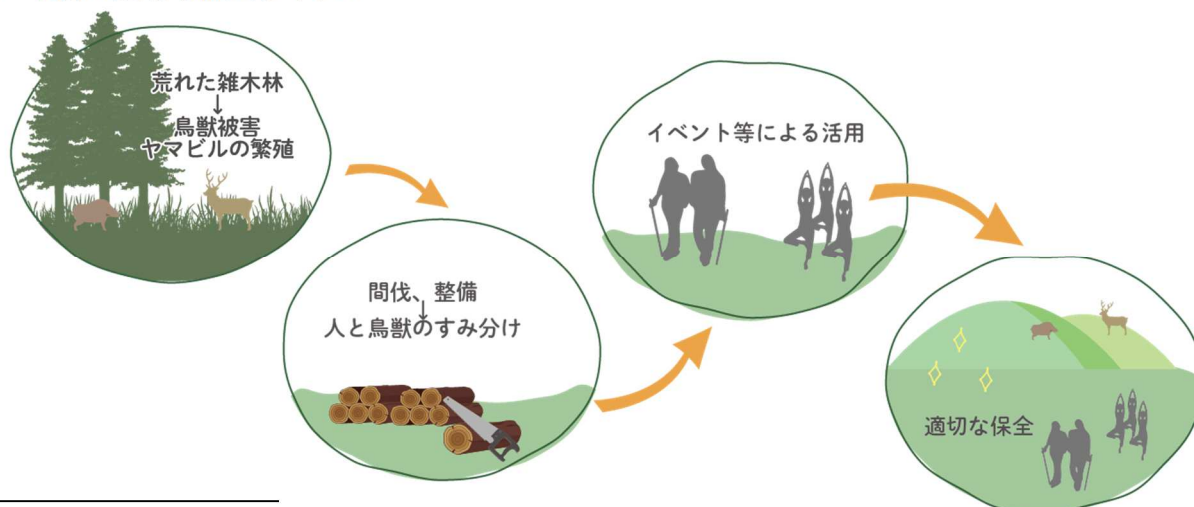 荒れた雑木林
↓
鳥獣被害
ヤマビルの繁殖
間伐、整備
↓
人と鳥獣のすみ分け
イベント等による活用
適切な保全